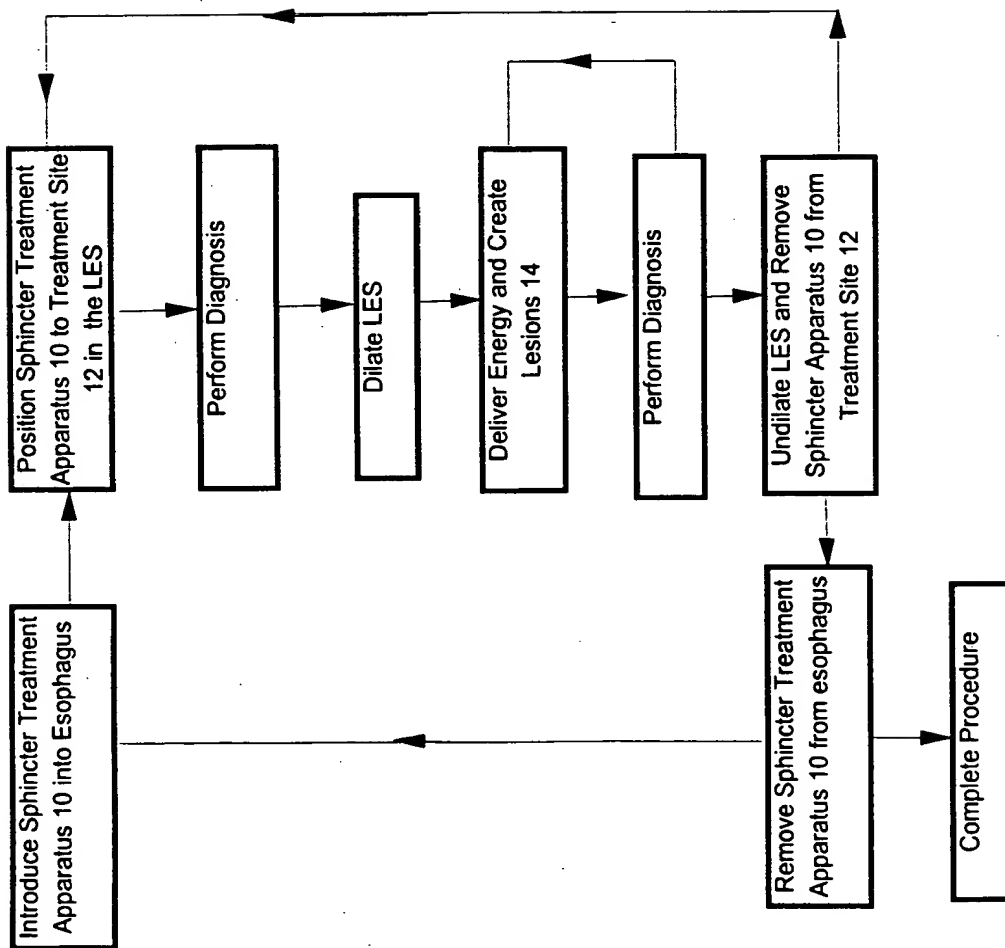 Introduce Sphincter Treatment
Apparatus 10 into Esophagus
Position Sphincter Treatment
Apparatus 10 to Treatment Site
12 in the LES
Perform Diagnosis
Dilate LES
Deliver Energy and Create
Lesions 14
Perform Diagnosis
Undilate LES and Remove
Sphincter Apparatus 10 from
Treatment Site 12
Remove Sphincter Treatment
Apparatus 10 from esophagus
Complete Procedure